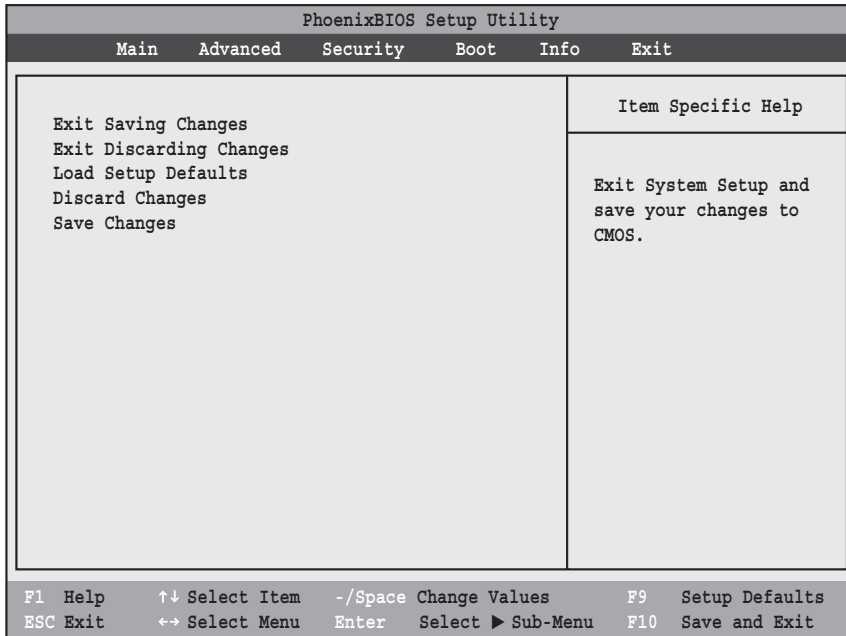 PhoenixBIOS Setup Utility
Main Advanced Security Boot Info Exit
Exit Saving Changes
Exit Discarding Changes
Load Setup Defaults
Discard Changes
Save Changes
Item Specific Help
Exit System Setup and
save your changes to
CMOS.
F1 Help ↑↓ Select Item -/Space Change Values F9 Setup Defaults
ESC Exit ←→ Select Menu Enter Select ▶ Sub-Menu F10 Save and Exit